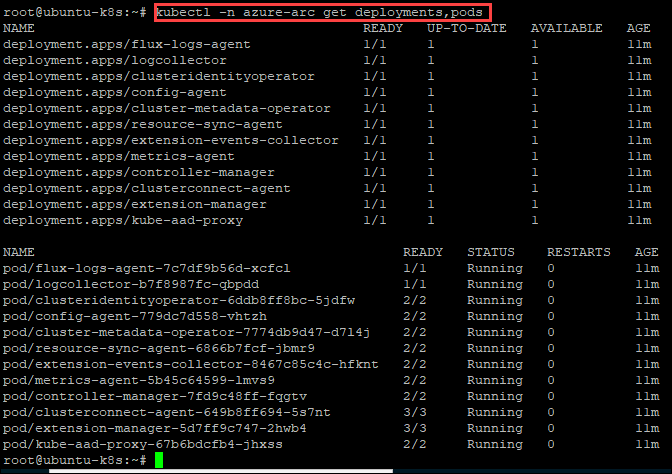 root@ubuntu-k8s:~# kubectl -n azure-arc get deployments,pods
NAME READY UP-TO-DATE AVAILABLE AGE
deployment.apps/flux-logs-agent 1/1 1 1 11m
deployment.apps/logcollector 1/1 1 1 11m
deployment.apps/clusteridentityoperator 1/1 1 1 11m
deployment.apps/config-agent 1/1 1 1 11m
deployment.apps/cluster-metadata-operator 1/1 1 1 11m
deployment.apps/resource-sync-agent 1/1 1 1 11m
deployment.apps/extension-events-collector 1/1 1 1 11m
deployment.apps/metrics-agent 1/1 1 1 11m
deployment.apps/controller-manager 1/1 1 1 11m
deployment.apps/clusterconnect-agent 1/1 1 1 11m
deployment.apps/extension-manager 1/1 1 1 11m
deployment.apps/kube-aad-proxy 1/1 1 1 11m
NAME READY STATUS RESTARTS AGE
pod/flux-logs-agent-7c7df9b56d-xcfcl 1/1 Running 0 11m
pod/logcollector-b7f8987fc-qbpdd 1/1 Running 0 11m
pod/clusteridentityoperator-6ddb8ff8bc-5jdfw 2/2 Running 0 11m
pod/config-agent-779dc7d558-vhtzh 2/2 Running 0 11m
pod/cluster-metadata-operator-7774db9d47-d7l4j 2/2 Running 0 11m
pod/resource-sync-agent-6866b7fcf-jbmr9 2/2 Running 0 11m
pod/extension-events-collector-8467c85c4c-hfknt 2/2 Running 0 11m
pod/metrics-agent-5b45c64599-lmvs9 2/2 Running 0 11m
pod/controller-manager-7fd9c48ff-fqgtv 2/2 Running 0 11m
pod/clusterconnect-agent-649b8ff694-5s7nt 3/3 Running 0 11m
pod/extension-manager-5d7ff9c747-2hwb4 3/3 Running 0 11m
pod/kube-aad-proxy-67b6bdcfb4-jhxss 2/2 Running 0 11m
root@ubuntu-k8s:~#